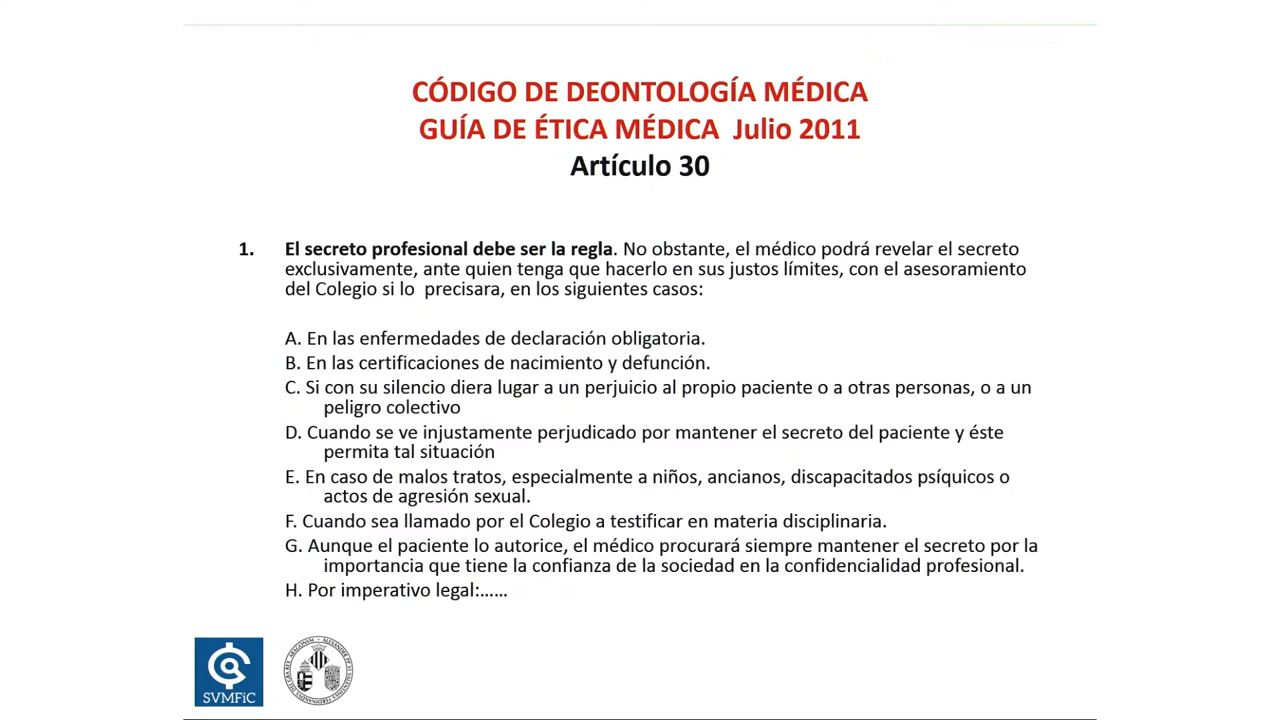 CÓDIGO DE DEONTOLOGÍA MÉDICA
GUÍA DE ÉTICA MÉDICA Julio 2011
Artículo 30
1. El secreto profesional debe ser la regla. No obstante, el médico podrá revelar el secreto
exclusivamente, ante quien tenga que hacerlo en sus justos límites, con el asesoramiento
del Colegio si lo precisara, en los siguientes casos:
A. En las enfermedades de declaración obligatoria.
B. En las certificaciones de nacimiento y defunción.
C. Si con su silencio diera lugar a un perjuicio al propio paciente o a otras personas, o a un
peligro colectivo
D. Cuando se ve injustamente perjudicado por mantener el secreto del paciente y éste
permita tal situación
E. En caso de malos tratos, especialmente a niños, ancianos, discapacitados psíquicos o
actos de agresión sexual.
F. Cuando sea llamado por el Colegio a testificar en materia disciplinaria.
G. Aunque el paciente lo autorice, el médico procurará siempre mantener el secreto por la
importancia que tiene la confianza de la sociedad en la confidencialidad profesional.
H. Por imperativo legal:......
SVMFiC